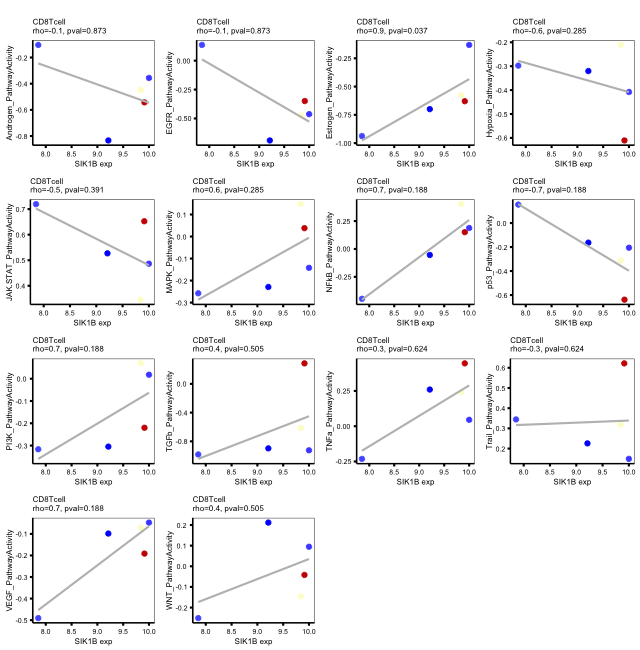 CD8Tcell
rho=-0.1, pval=0.873
Androgen_PathwayActivity
-0.2
-0.4
-0.6
-0.8
8.0 8.5 9.0 9.5 10.0
SIK1B exp
CD8Tcell
rho=-0.1, pval=0.873
EGFR_PathwayActivity
0.00
-0.25
-0.50
8.0 8.5 9.0 9.5 10.0
SIK1B exp
CD8Tcell
rho=0.9, pval=0.037
Estrogen_PathwayActivity
-0.25
-0.50
-0.75
-1.00
8.0 8.5 9.0 9.5 10.0
SIK1B exp
CD8Tcell
rho=-0.6, pval=0.285
Hypoxia_PathwayActivity
-0.2
-0.3
-0.4
-0.5
-0.6
8.0 8.5 9.0 9.5 10.0
SIK1B exp
CD8Tcell
rho=-0.5, pval=0.391
JAK.STAT_PathwayActivity
0.7
0.6
0.5
0.4
8.0 8.5 9.0 9.5 10.0
SIK1B exp
CD8Tcell
rho=0.6, pval=0.285
MAPK_PathwayActivity
0.1
0.0
-0.1
-0.2
-0.3
8.0 8.5 9.0 9.5 10.0
SIK1B exp
CD8Tcell
rho=0.7, pval=0.188
NFkB_PathwayActivity
0.25
0.00
-0.25
8.0 8.5 9.0 9.5 10.0
SIK1B exp
CD8Tcell
rho=-0.7, pval=0.188
p53_PathwayActivity
0.0
-0.2
-0.4
-0.6
8.0 8.5 9.0 9.5 10.0
SIK1B exp
CD8Tcell
rho=0.7, pval=0.188
PI3K_PathwayActivity
0.0
-0.1
-0.2
-0.3
8.0 8.5 9.0 9.5 10.0
SIK1B exp
CD8Tcell
rho=0.4, pval=0.505
TGFb_PathwayActivity
0.0
-0.4
-0.8
8.0 8.5 9.0 9.5 10.0
SIK1B exp
CD8Tcell
rho=0.3, pval=0.624
TNFa_PathwayActivity
0.25
0.00
-0.25
8.0 8.5 9.0 9.5 10.0
SIK1B exp
CD8Tcell
rho=-0.3, pval=0.624
Trail_PathwayActivity
0.6
0.5
0.4
0.3
0.2
8.0 8.5 9.0 9.5 10.0
SIK1B exp
CD8Tcell
rho=0.7, pval=0.188
VEGF_PathwayActivity
-0.1
-0.2
-0.3
-0.4
-0.5
8.0 8.5 9.0 9.5 10.0
SIK1B exp
CD8Tcell
rho=0.4, pval=0.505
WNT_PathwayActivity
0.2
0.1
0.0
-0.1
-0.2
8.0 8.5 9.0 9.5 10.0
SIK1B exp